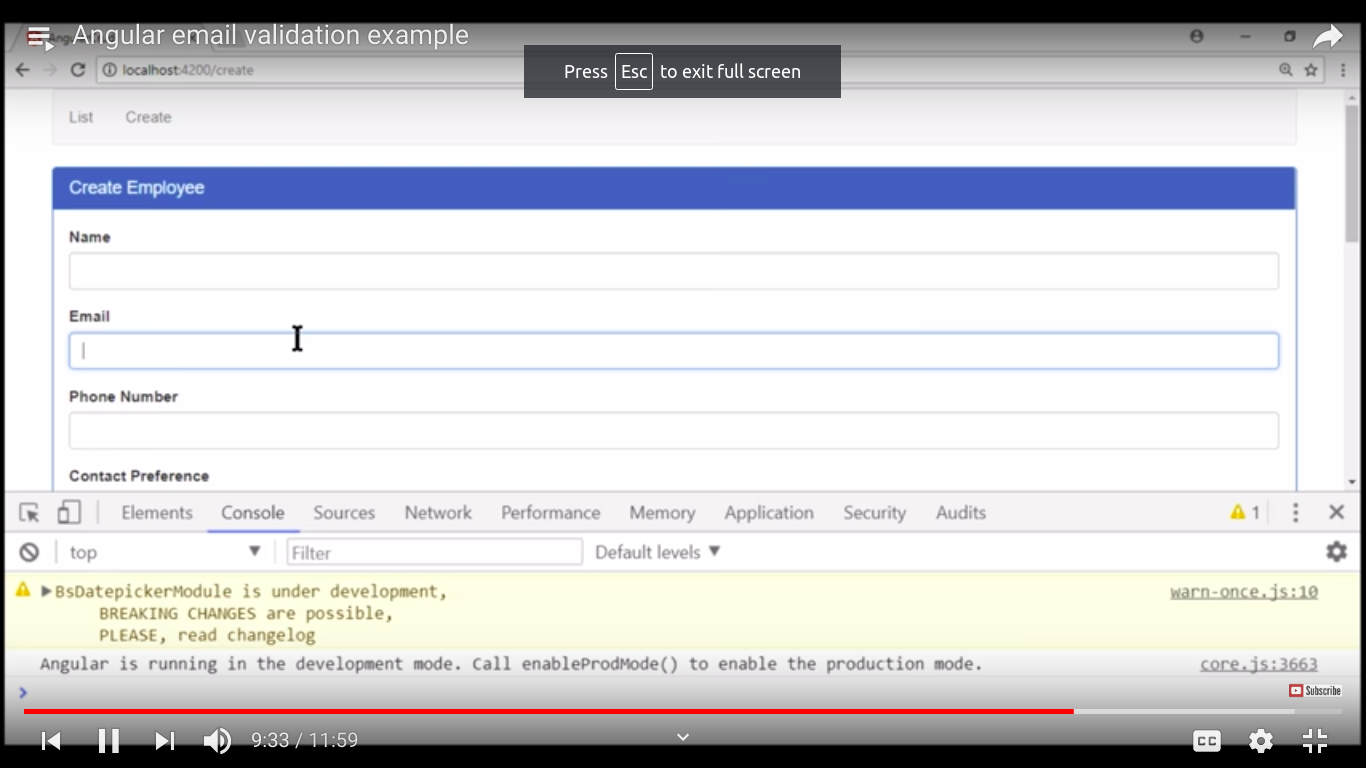 Angular email validation example
Press Esc to exit full screen
localhost:4200/create
List Create
Create Employee
Name
Email
Phone Number
Contact Preference
Elements Console Sources Network Performance Memory Application Security Audits 1
top Filter Default levels
BsDatepickerModule is under development, warn-once.js:10
BREAKING CHANGES are possible,
PLEASE, read changelog
Angular is running in the development mode. Call enableProdMode() to enable the production mode. core.js:3663
Subscribe
9:33 / 11:59 CC